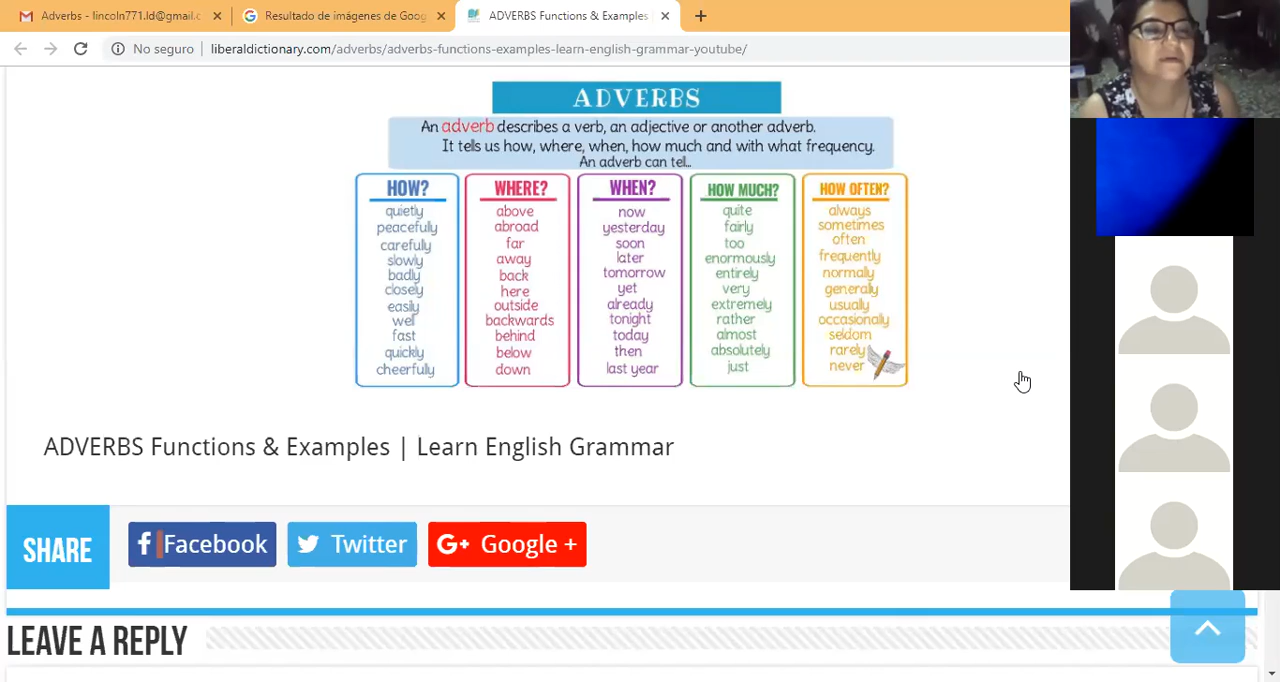 Adverbs - lincoln771.ld@gmail.c
Resultado de imágenes de Goog
ADVERBS Functions & Examples
No seguro
liberaldictionary.com/adverbs/adverbs-functions-examples-learn-english-grammar-youtube/
ADVERBS
An adverb describes a verb, an adjective or another adverb.
It tells us how, where, when, how much and with what frequency.
An adverb can tell...
HOW?
quietly
peacefully
carefully
slowly
badly
closely
easily
well
fast
quickly
cheerfully
WHERE?
above
abroad
far
away
back
here
outside
backwards
behind
below
down
WHEN?
now
yesterday
soon
later
tomorrow
yet
already
tonight
today
then
last year
HOW MUCH?
quite
fairly
too
enormously
entirely
very
extremely
rather
almost
absolutely
just
HOW OFTEN?
always
sometimes
often
frequently
normally
generally
usually
occasionally
seldom
rarely
never
ADVERBS Functions & Examples | Learn English Grammar
SHARE
f Facebook
Twitter
G+ Google +
LEAVE A REPLY